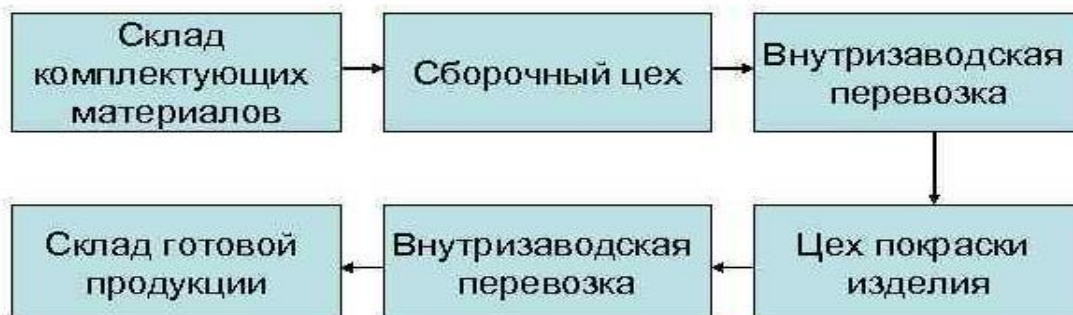 Склад
комплектующих
материалов
Сборочный цех
Внутризаводская
перевозка
Склад готовой
продукции
Внутризаводская
перевозка
Цех покраски
изделия